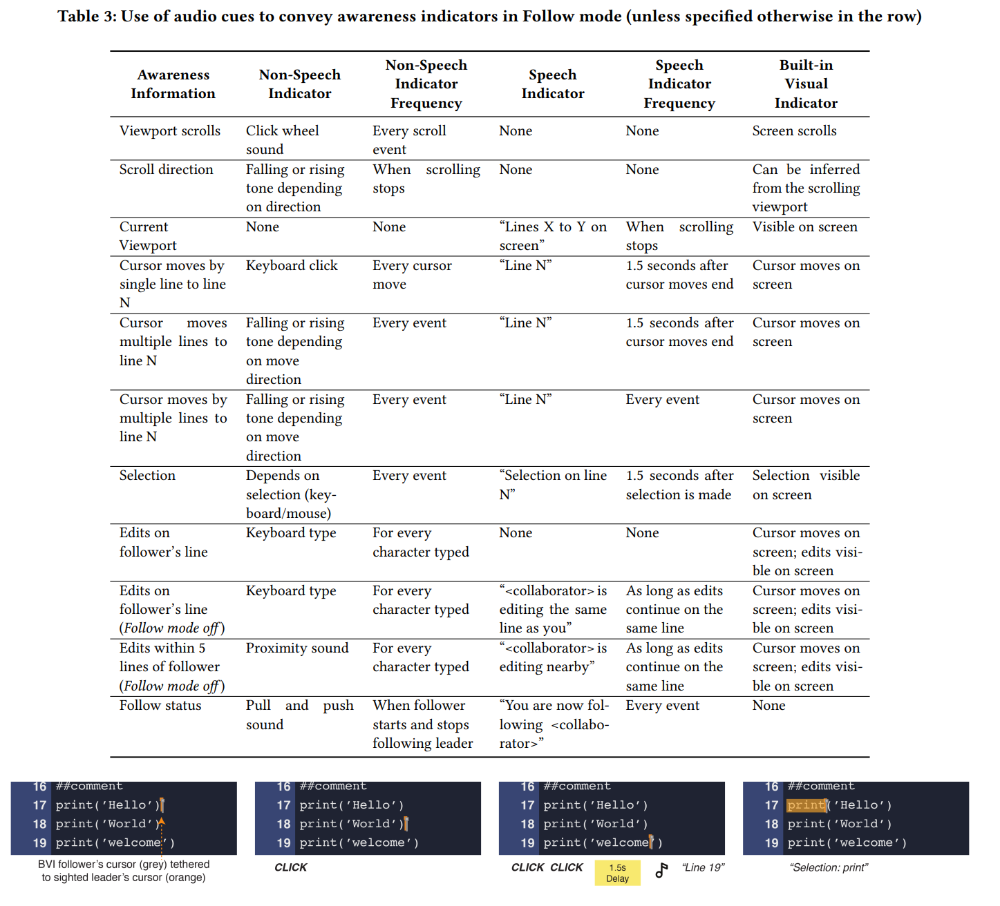 Table 3: Use of audio cues to convey awareness indicators in Follow mode (unless specified otherwise in the row)
Awareness Information | Non-Speech Indicator | Non-Speech Indicator Frequency | Speech Indicator | Speech Indicator Frequency | Built-in Visual Indicator
Viewport scrolls | Click wheel sound | Every scroll event | None | None | Screen scrolls
Scroll direction | Falling or rising tone depending on direction | When scrolling stops | None | None | Can be inferred from the scrolling viewport
Current Viewport | None | None | “Lines X to Y on screen” | When scrolling stops | Visible on screen
Cursor moves by single line to line N | Keyboard click | Every cursor move | “Line N” | 1.5 seconds after cursor moves end | Cursor moves on screen
Cursor moves multiple lines to line N | Falling or rising tone depending on move direction | Every event | “Line N” | 1.5 seconds after cursor moves end | Cursor moves on screen
Cursor moves by multiple lines to line N | Falling or rising tone depending on move direction | Every event | “Line N” | Every event | Cursor moves on screen
Selection | Depends on selection (key-board/mouse) | Every event | “Selection on line N” | 1.5 seconds after selection is made | Selection visible on screen
Edits on follower’s line | Keyboard type | For every character typed | None | None | Cursor moves on screen; edits visi-ble on screen
Edits on follower’s line (Follow mode off) | Keyboard type | For every character typed | “<collaborator> is editing the same line as you” | As long as edits continue on the same line | Cursor moves on screen; edits visi-ble on screen
Edits within 5 lines of follower (Follow mode off) | Proximity sound | For every character typed | “<collaborator> is editing nearby” | As long as edits continue on the same line | Cursor moves on screen; edits visi-ble on screen
Follow status | Pull and push sound | When follower starts and stops following leader | “You are now fol-lowing <collabo-rator>” | Every event | None
16 ##comment
17 print('Hello')
18 print('World')
19 print('welcome')
BVI follower’s cursor (grey) tethered
to sighted leader’s cursor (orange)
16 ##comment
17 print('Hello')
18 print('World')
19 print('welcome')
CLICK
16 ##comment
17 print('Hello')
18 print('World')
19 print('welcome')
CLICK CLICK
1.5s
Delay
“Line 19”
16 ##comment
17 print('Hello')
18 print('World')
19 print('welcome')
“Selection: print”